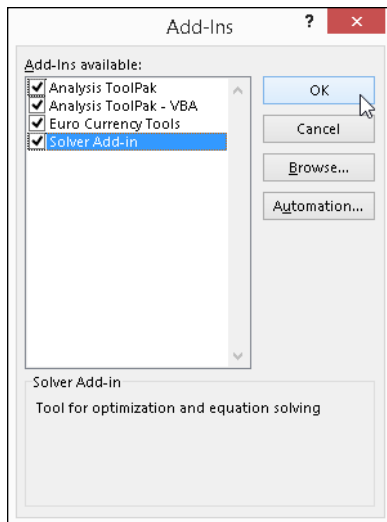 Add-Ins
?
×
Add-Ins available:
Analysis ToolPak
Analysis ToolPak - VBA
Euro Currency Tools
Solver Add-in
OK
Cancel
Browse...
Automation...
Solver Add-in
Tool for optimization and equation solving